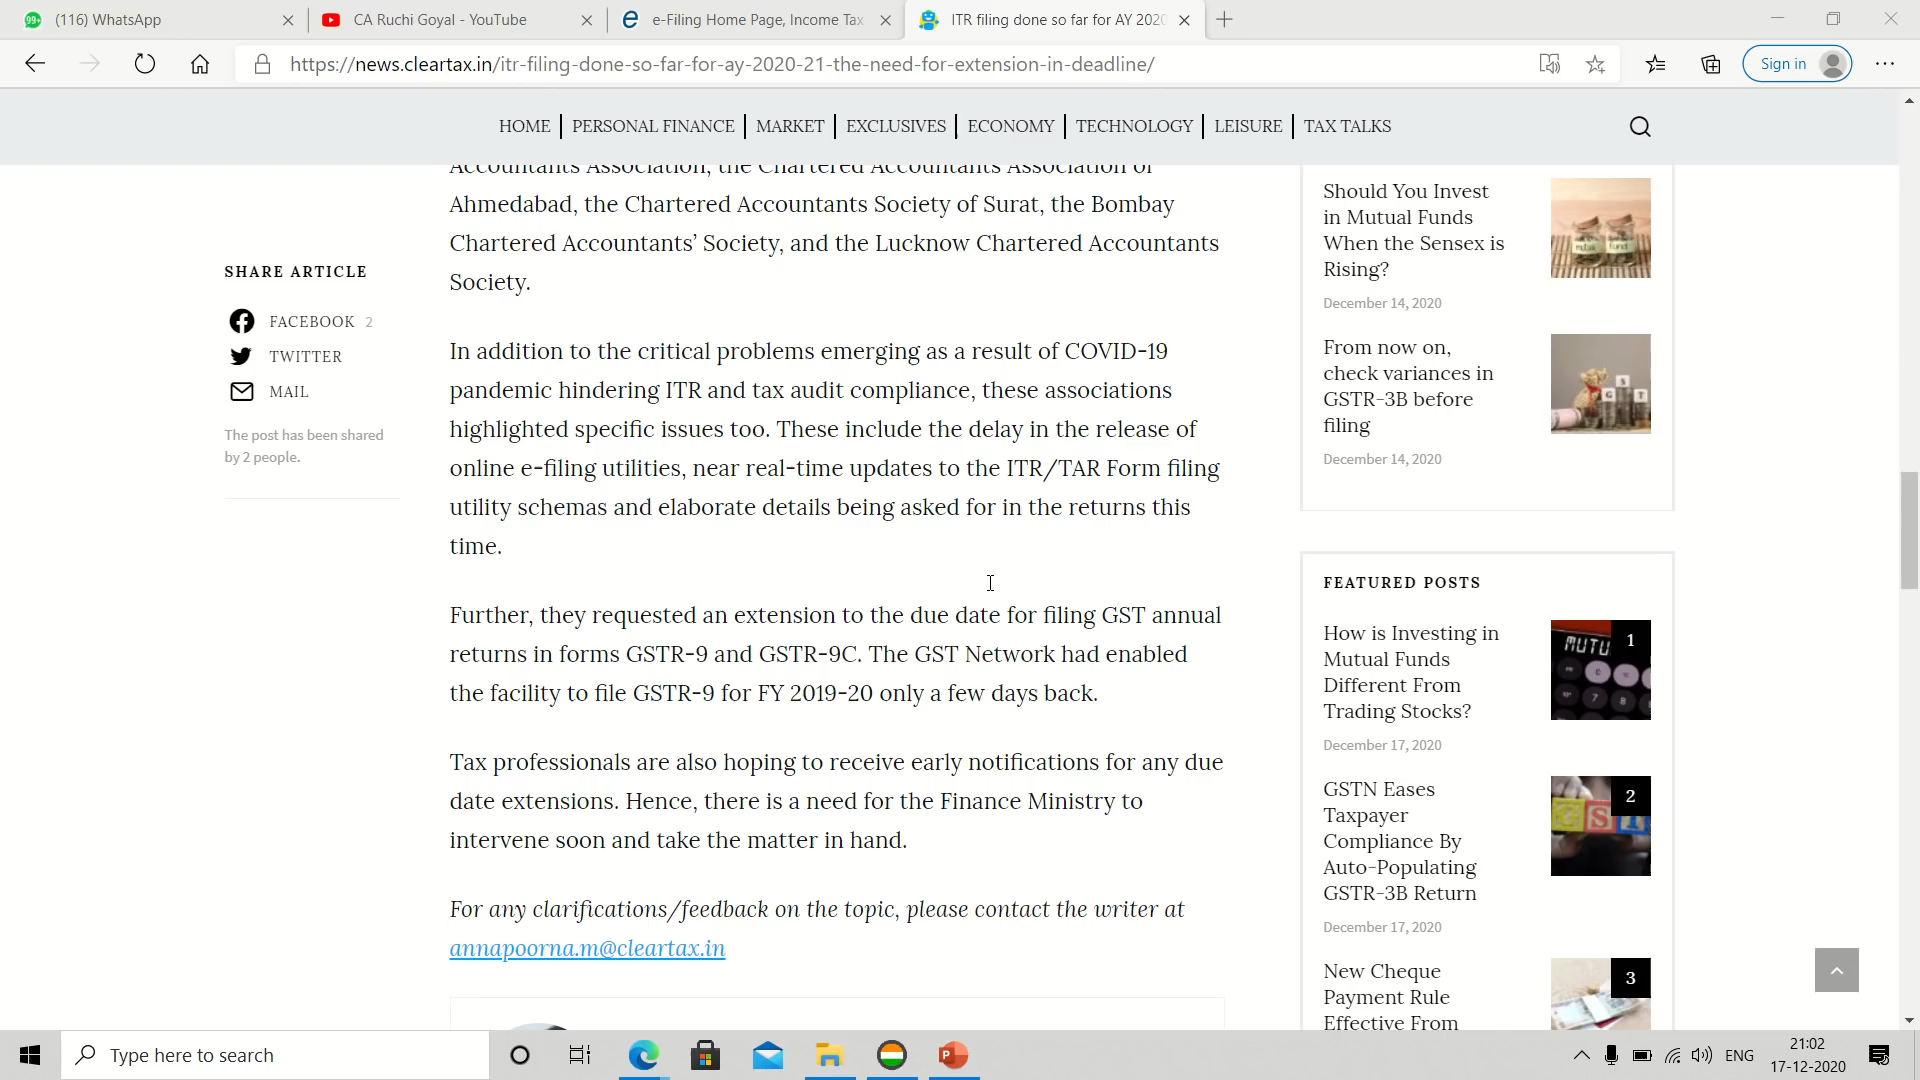 99+
(116) WhatsApp
CA Ruchi Goyal - YouTube
e-Filing Home Page, Income Tax
ITR filing done so far for AY 2020
https://news.cleartax.in/itr-filing-done-so-far-for-ay-2020-21-the-need-for-extension-in-deadline/
Sign in
HOME
PERSONAL FINANCE
MARKET
EXCLUSIVES
ECONOMY
TECHNOLOGY
LEISURE
TAX TALKS
SHARE ARTICLE
FACEBOOK 2
TWITTER
MAIL
The post has been shared
by 2 people.
Accountants Association, the Chartered Accountants Association of
Ahmedabad, the Chartered Accountants Society of Surat, the Bombay
Chartered Accountants’ Society, and the Lucknow Chartered Accountants
Society.
In addition to the critical problems emerging as a result of COVID-19
pandemic hindering ITR and tax audit compliance, these associations
highlighted specific issues too. These include the delay in the release of
online e-filing utilities, near real-time updates to the ITR/TAR Form filing
utility schemas and elaborate details being asked for in the returns this
time.
Further, they requested an extension to the due date for filing GST annual
returns in forms GSTR-9 and GSTR-9C. The GST Network had enabled
the facility to file GSTR-9 for FY 2019-20 only a few days back.
Tax professionals are also hoping to receive early notifications for any due
date extensions. Hence, there is a need for the Finance Ministry to
intervene soon and take the matter in hand.
For any clarifications/feedback on the topic, please contact the writer at
annapoorna.m@cleartax.in
Should You Invest
in Mutual Funds
When the Sensex is
Rising?
December 14, 2020
From now on,
check variances in
GSTR-3B before
filing
December 14, 2020
G S T
FEATURED POSTS
How is Investing in
Mutual Funds
Different From
Trading Stocks?
December 17, 2020
MUTU
1
GSTN Eases
Taxpayer
Compliance By
Auto-Populating
GSTR-3B Return
December 17, 2020
G S T
2
New Cheque
Payment Rule
Effective From
3
Type here to search
ENG
21:02
17-12-2020